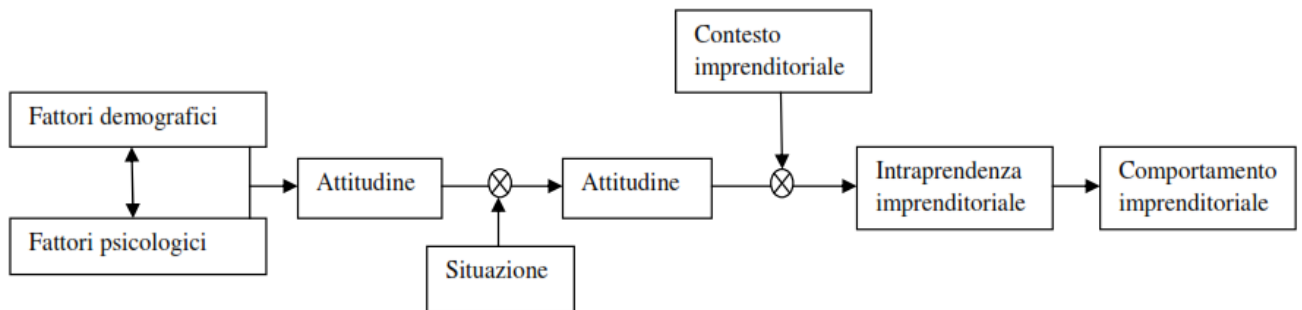 Contesto
imprenditoriale
Fattori demografici
Fattori psicologici
Attitudine
Situazione
Attitudine
Intraprendenza
imprenditoriale
Comportamento
imprenditoriale